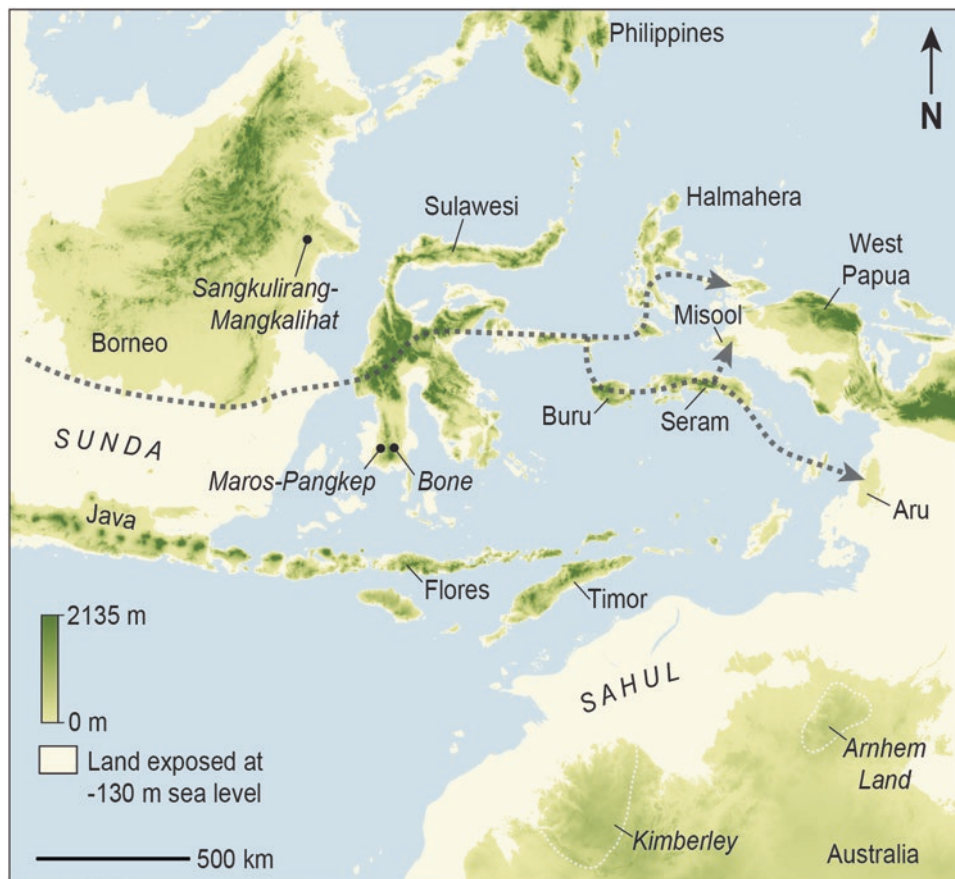 Philippines
N
Halmahera
Sulawesi
West
Papua
Sangkulirang-
Mangkalihat
Misool
Borneo
Buru
Seram
SUNDA
Maros-Pangkep
Bone
Aru
Java
Flores
Timor
2135 m
0 m
SAHUL
Land exposed at
-130 m sea level
Arnhem
Land
Kimberley
500 km
Australia